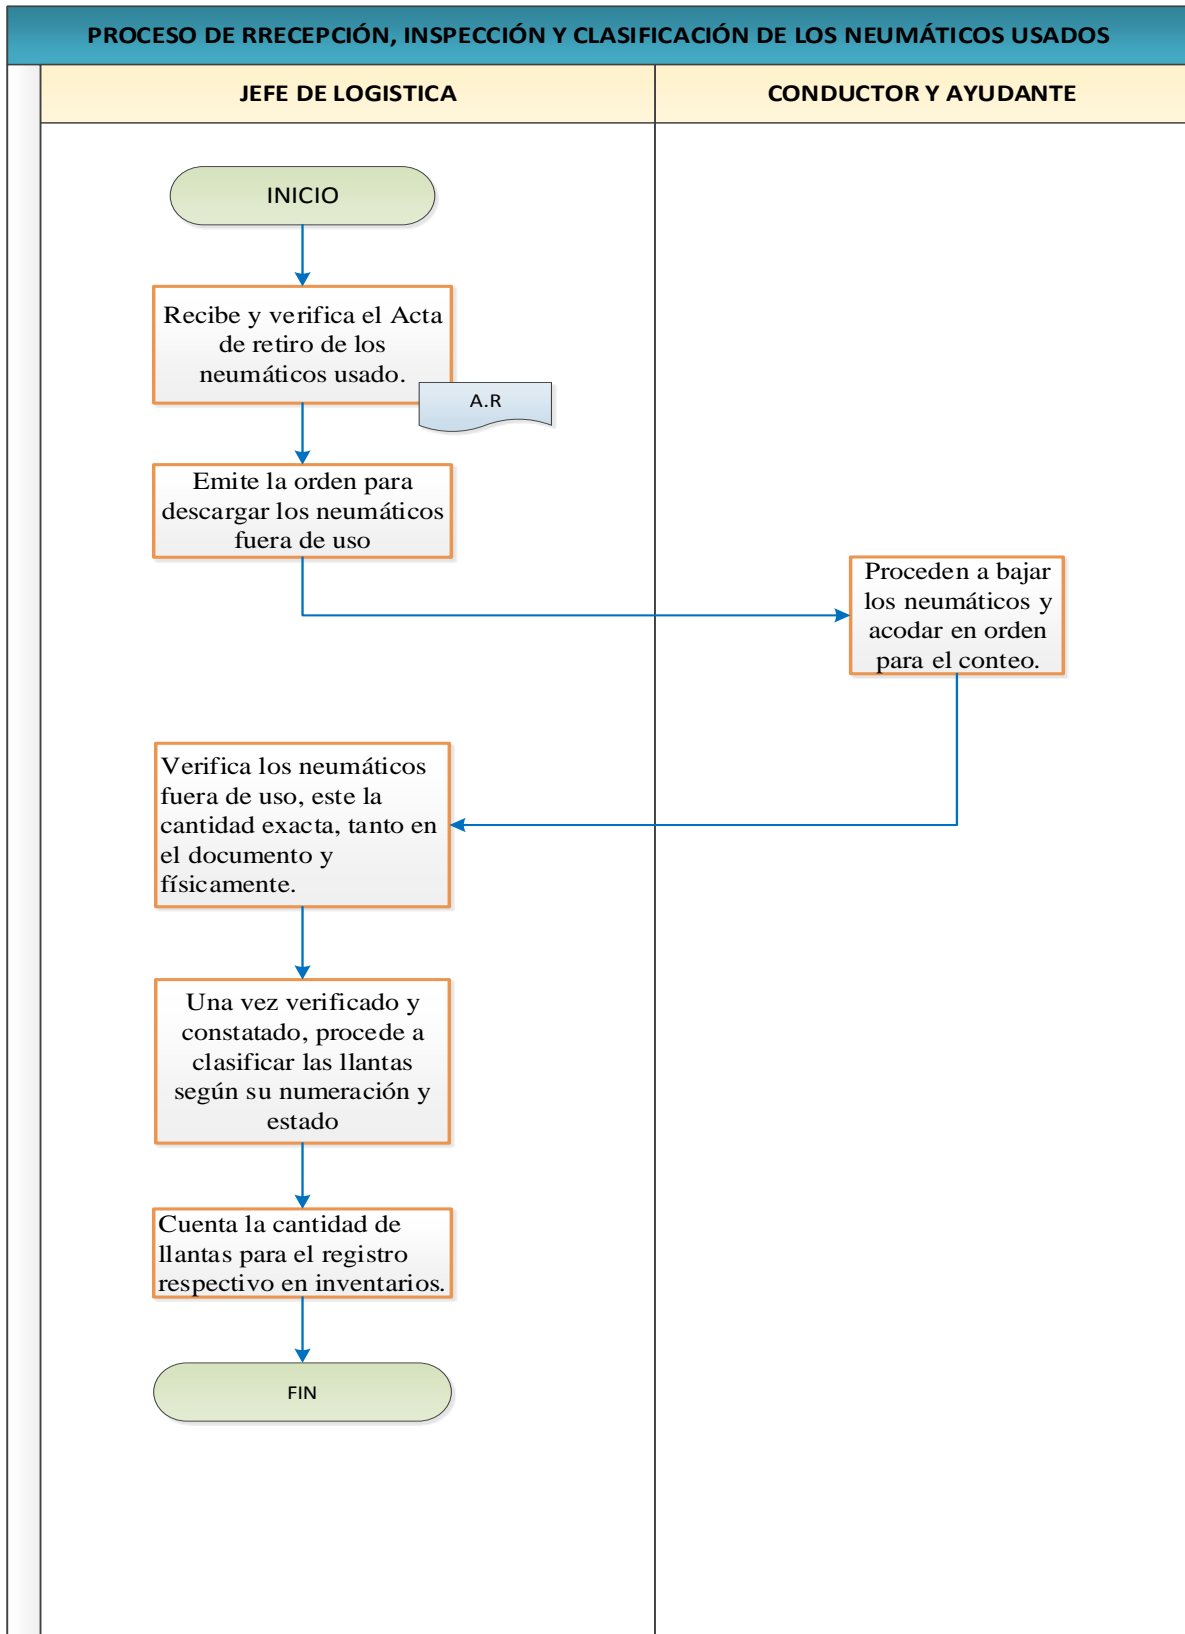 PROCESO DE RRECEPCIÓN, INSPECCIÓN Y CLASIFICACIÓN DE LOS NEUMÁTICOS USADOS
JEFE DE LOGISTICA
CONDUCTOR Y AYUDANTE
INICIO
Recibe y verifica el Acta
de retiro de los
neumáticos usado.
A.R
Emite la orden para
descargar los neumáticos
fuera de uso
Proceden a bajar
los neumáticos y
acodar en orden
para el conteo.
Verifica los neumáticos
fuera de uso, este la
cantidad exacta, tanto en
el documento y
físicamente.
Una vez verificado y
constatado, procede a
clasificar las llantas
según su numeración y
estado
Cuenta la cantidad de
llantas para el registro
respectivo en inventarios.
FIN